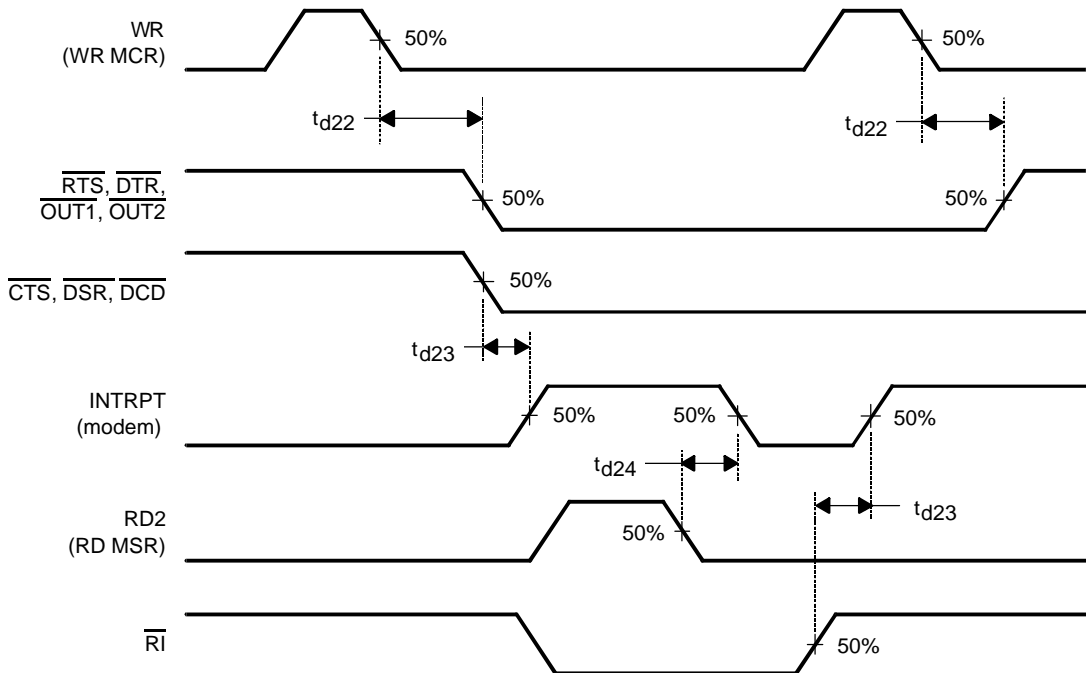 WR
(WR MCR)
50%
50%
td22
td22
RTS, DTR,
OUT1, OUT2
50%
50%
CTS, DSR, DCD
50%
td23
INTRPT
(modem)
50%
50%
50%
td24
td23
RD2
(RD MSR)
50%
RI
50%